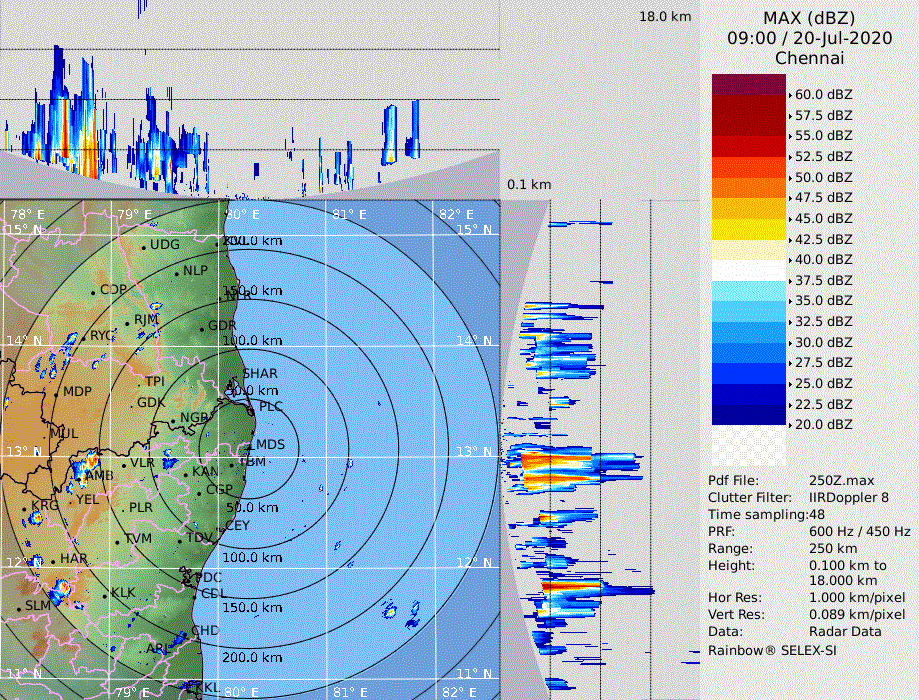 18.0 km
0.1 km
MAX (dBZ)
09:00 / 20-Jul-2020
Chennai
60.0 dBZ
57.5 dBZ
55.0 dBZ
52.5 dBZ
50.0 dBZ
47.5 dBZ
45.0 dBZ
42.5 dBZ
40.0 dBZ
37.5 dBZ
35.0 dBZ
32.5 dBZ
30.0 dBZ
27.5 dBZ
25.0 dBZ
22.5 dBZ
20.0 dBZ
Pdf File: 250Z.max
Clutter Filter: IIRDoppler 8
Time sampling:48
PRF: 600 Hz / 450 Hz
Range: 250 km
Height: 0.100 km to
18.000 km
Hor Res: 1.000 km/pixel
Vert Res: 0.089 km/pixel
Data: Radar Data
Rainbow® SELEX-SI
78° E 79° E 80° E 81° E 82° E
15° N 15° N
UDG
200.0 km
NLP
CDP
150.0 km
RJM
GDR
RYC
100.0 km
14° N 14° N
SHAR
TPI
50.0 km
MDP
GDK
PLC
NGR
MUL
MDS
13° N 13° N
VLR
TBM
AMB
KAN
CGP
YEL
KRG
PLR
50.0 km
CEY
TVM
TDV
100.0 km
HAR
12° N 12° N
PDC
KLK
CDL
SLM
150.0 km
CHD
ARL
200.0 km
11° N 11° N
KKL
79° E 80° E 81° E 82° E